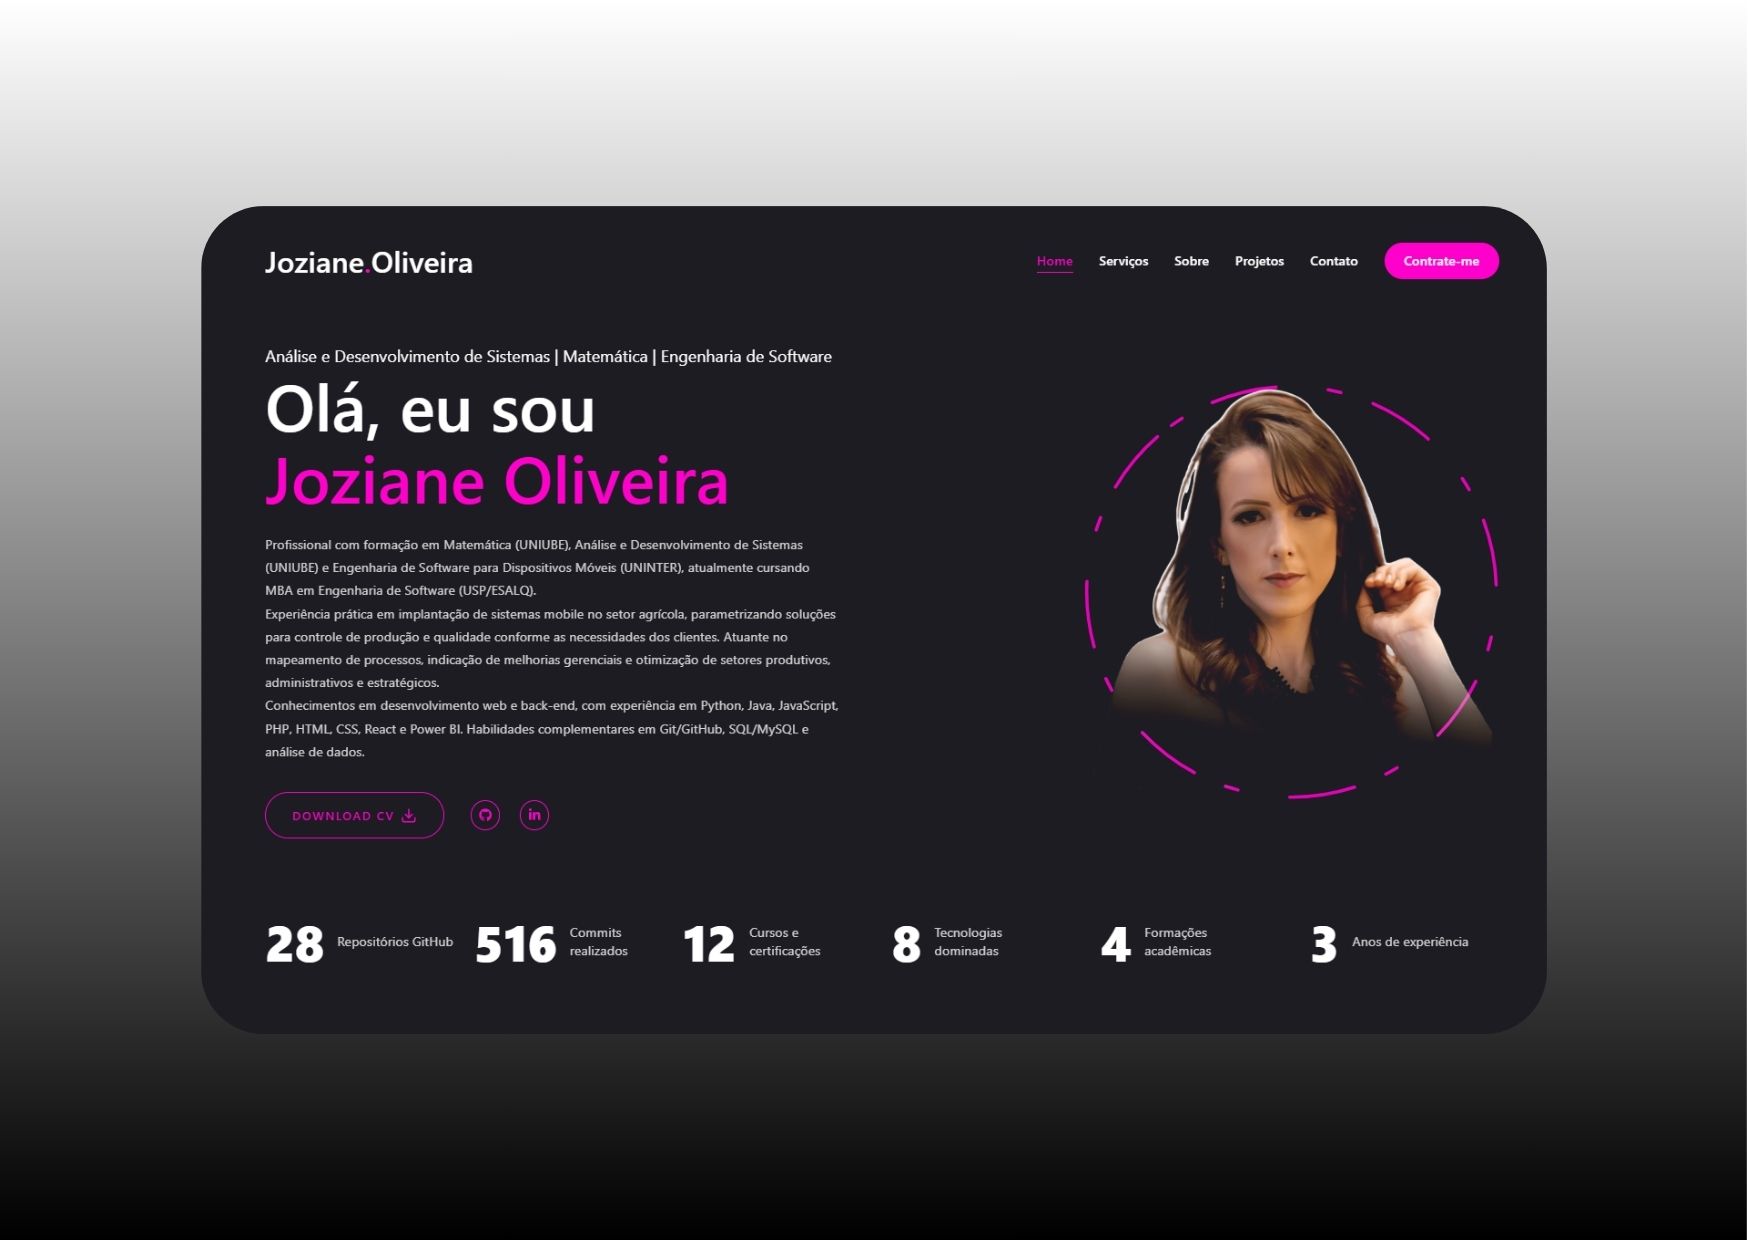 Joziane.Oliveira
Home Serviços Sobre Projetos Contato Contrate-me
Análise e Desenvolvimento de Sistemas | Matemática | Engenharia de Software
Olá, eu sou
Joziane Oliveira
Profissional com formação em Matemática (UNIUBE), Análise e Desenvolvimento de Sistemas
(UNIUBE) e Engenharia de Software para Dispositivos Móveis (UNINTER), atualmente cursando
MBA em Engenharia de Software (USP/ESALQ).
Experiência prática em implantação de sistemas mobile no setor agrícola, parametrizando soluções
para controle de produção e qualidade conforme as necessidades dos clientes. Atuante no
mapeamento de processos, indicação de melhorias gerenciais e otimização de setores produtivos,
administrativos e estratégicos.
Conhecimentos em desenvolvimento web e back-end, com experiência em Python, Java, JavaScript,
PHP, HTML, CSS, React e Power BI. Habilidades complementares em Git/GitHub, SQL/MySQL e
análise de dados.
DOWNLOAD CV
in
28 Repositórios GitHub
516 Commits
realizados
12 Cursos e
certificações
8 Tecnologias
dominadas
4 Formações
acadêmicas
3 Anos de experiência